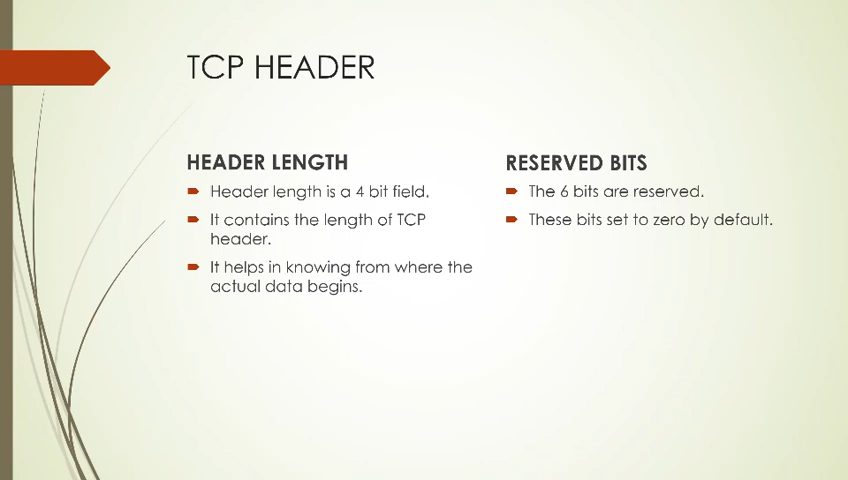 TCP HEADER
HEADER LENGTH
Header length is a 4 bit field.
It contains the length of TCP
header.
It helps in knowing from where the
actual data begins.
RESERVED BITS
The 6 bits are reserved.
These bits set to zero by default.